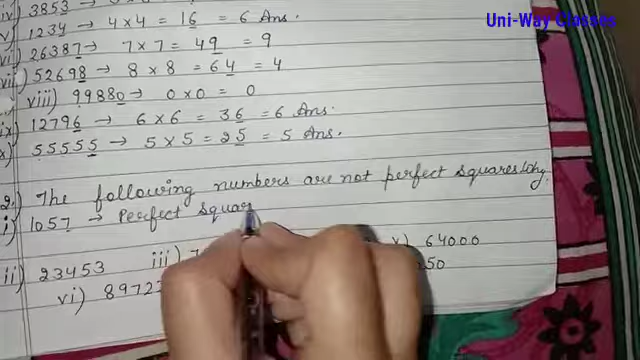 3853
Uni-Way Classes
1234 → 4 × 4 = 16 = 6 Ans.
vi) 26387 → 7 × 7 = 49 = 9
vii) 52698 → 8 × 8 = 64 = 4
viii) 99880 → 0 × 0 = 0
ix) 12796 → 6 × 6 = 36 = 6 Ans.
x) 55555 → 5 × 5 = 25 = 5 Ans.
2.) The following numbers are not perfect squares. Why.
i) 1057 → Perfect Squar
ii) 23453 iii) 7 v) 64000
vi) 8972